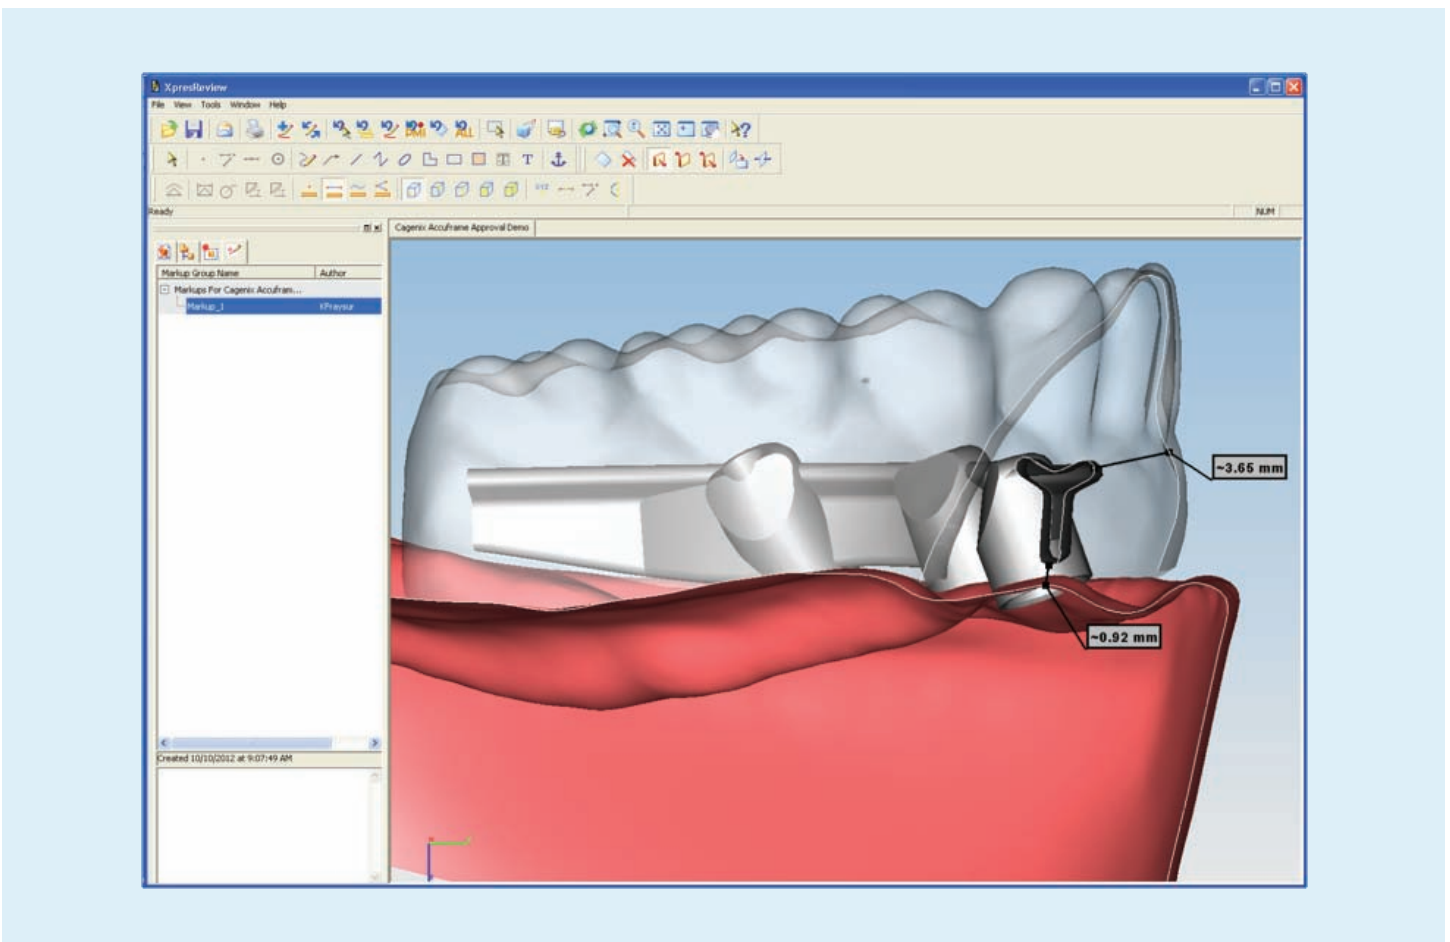 XpresReview
File View Tools Window Help
Ready
NUM
Cagenix Accuframe Approval Demo
Markup Group Name Author
Markups For Cagenix Accufram...
Markup_1 KPraysur
Created 10/10/2012 at 9:07:49 AM
~3.65 mm
~0.92 mm